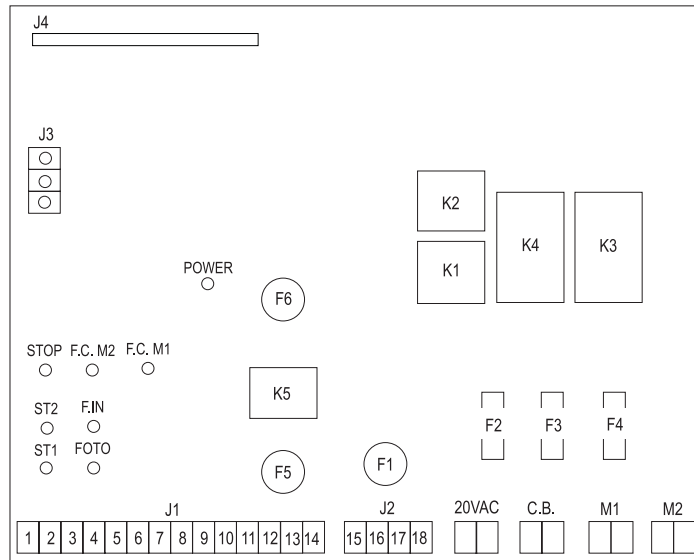 J4
J3
K2
K4
K3
K1
POWER
F6
STOP F.C. M2 F.C. M1
K5
ST2 F.IN
F2 F3 F4
ST1 FOTO
F5
F1
J1 J2 20VAC C.B. M1 M2
1 2 3 4 5 6 7 8 9 10 11 12 13 14 15 16 17 18